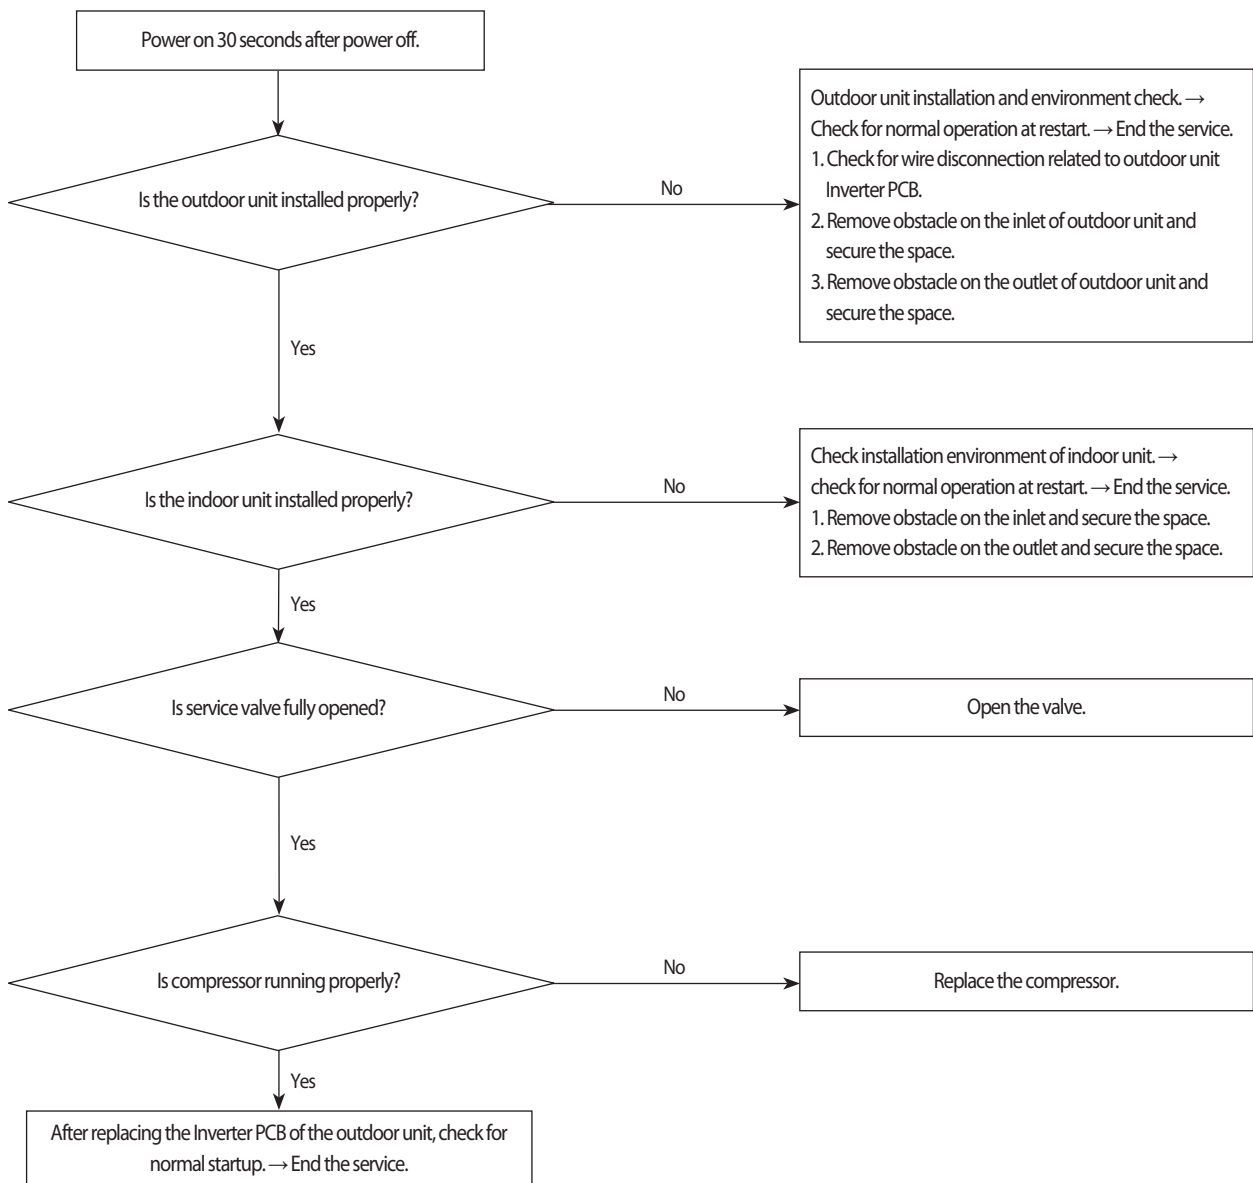 Power on 30 seconds after power off.
Is the outdoor unit installed properly?
No
Outdoor unit installation and environment check. →
Check for normal operation at restart. → End the service.
1. Check for wire disconnection related to outdoor unit
Inverter PCB.
2. Remove obstacle on the inlet of outdoor unit and
secure the space.
3. Remove obstacle on the outlet of outdoor unit and
secure the space.
Yes
Is the indoor unit installed properly?
No
Check installation environment of indoor unit. →
check for normal operation at restart. → End the service.
1. Remove obstacle on the inlet and secure the space.
2. Remove obstacle on the outlet and secure the space.
Yes
Is service valve fully opened?
No
Open the valve.
Yes
Is compressor running properly?
No
Replace the compressor.
Yes
After replacing the Inverter PCB of the outdoor unit, check for
normal startup. → End the service.